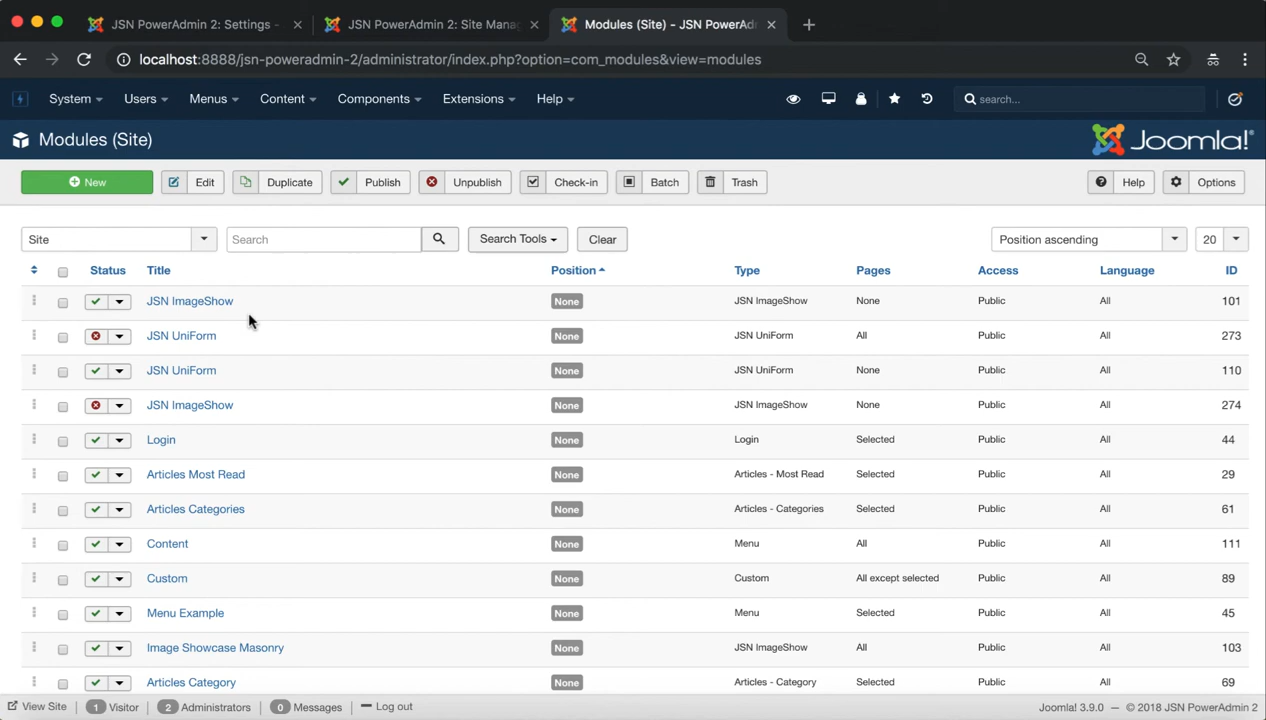 JSN PowerAdmin 2: Settings -
JSN PowerAdmin 2: Site Mana
Modules (Site) - JSN PowerAd
localhost:8888/jsn-poweradmin-2/administrator/index.php?option=com_modules&view=modules
System Users Menus Content Components Extensions Help search...
Modules (Site) Joomla!®
New Edit Duplicate Publish Unpublish Check-in Batch Trash Help Options
Site Search Search Tools Clear Position ascending 20
Status Title Position Type Pages Access Language ID
JSN ImageShow None JSN ImageShow None Public All 101
JSN UniForm None JSN UniForm All Public All 273
JSN UniForm None JSN UniForm None Public All 110
JSN ImageShow None JSN ImageShow None Public All 274
Login None Login Selected Public All 44
Articles Most Read None Articles - Most Read Selected Public All 29
Articles Categories None Articles - Categories Selected Public All 61
Content None Menu All Public All 111
Custom None Custom All except selected Public All 89
Menu Example None Menu Selected Public All 45
Image Showcase Masonry None JSN ImageShow All Public All 103
Articles Category None Articles - Category Selected Public All 69
View Site 1 Visitor 2 Administrators 0 Messages Log out Joomla! 3.9.0 — © 2018 JSN PowerAdmin 2